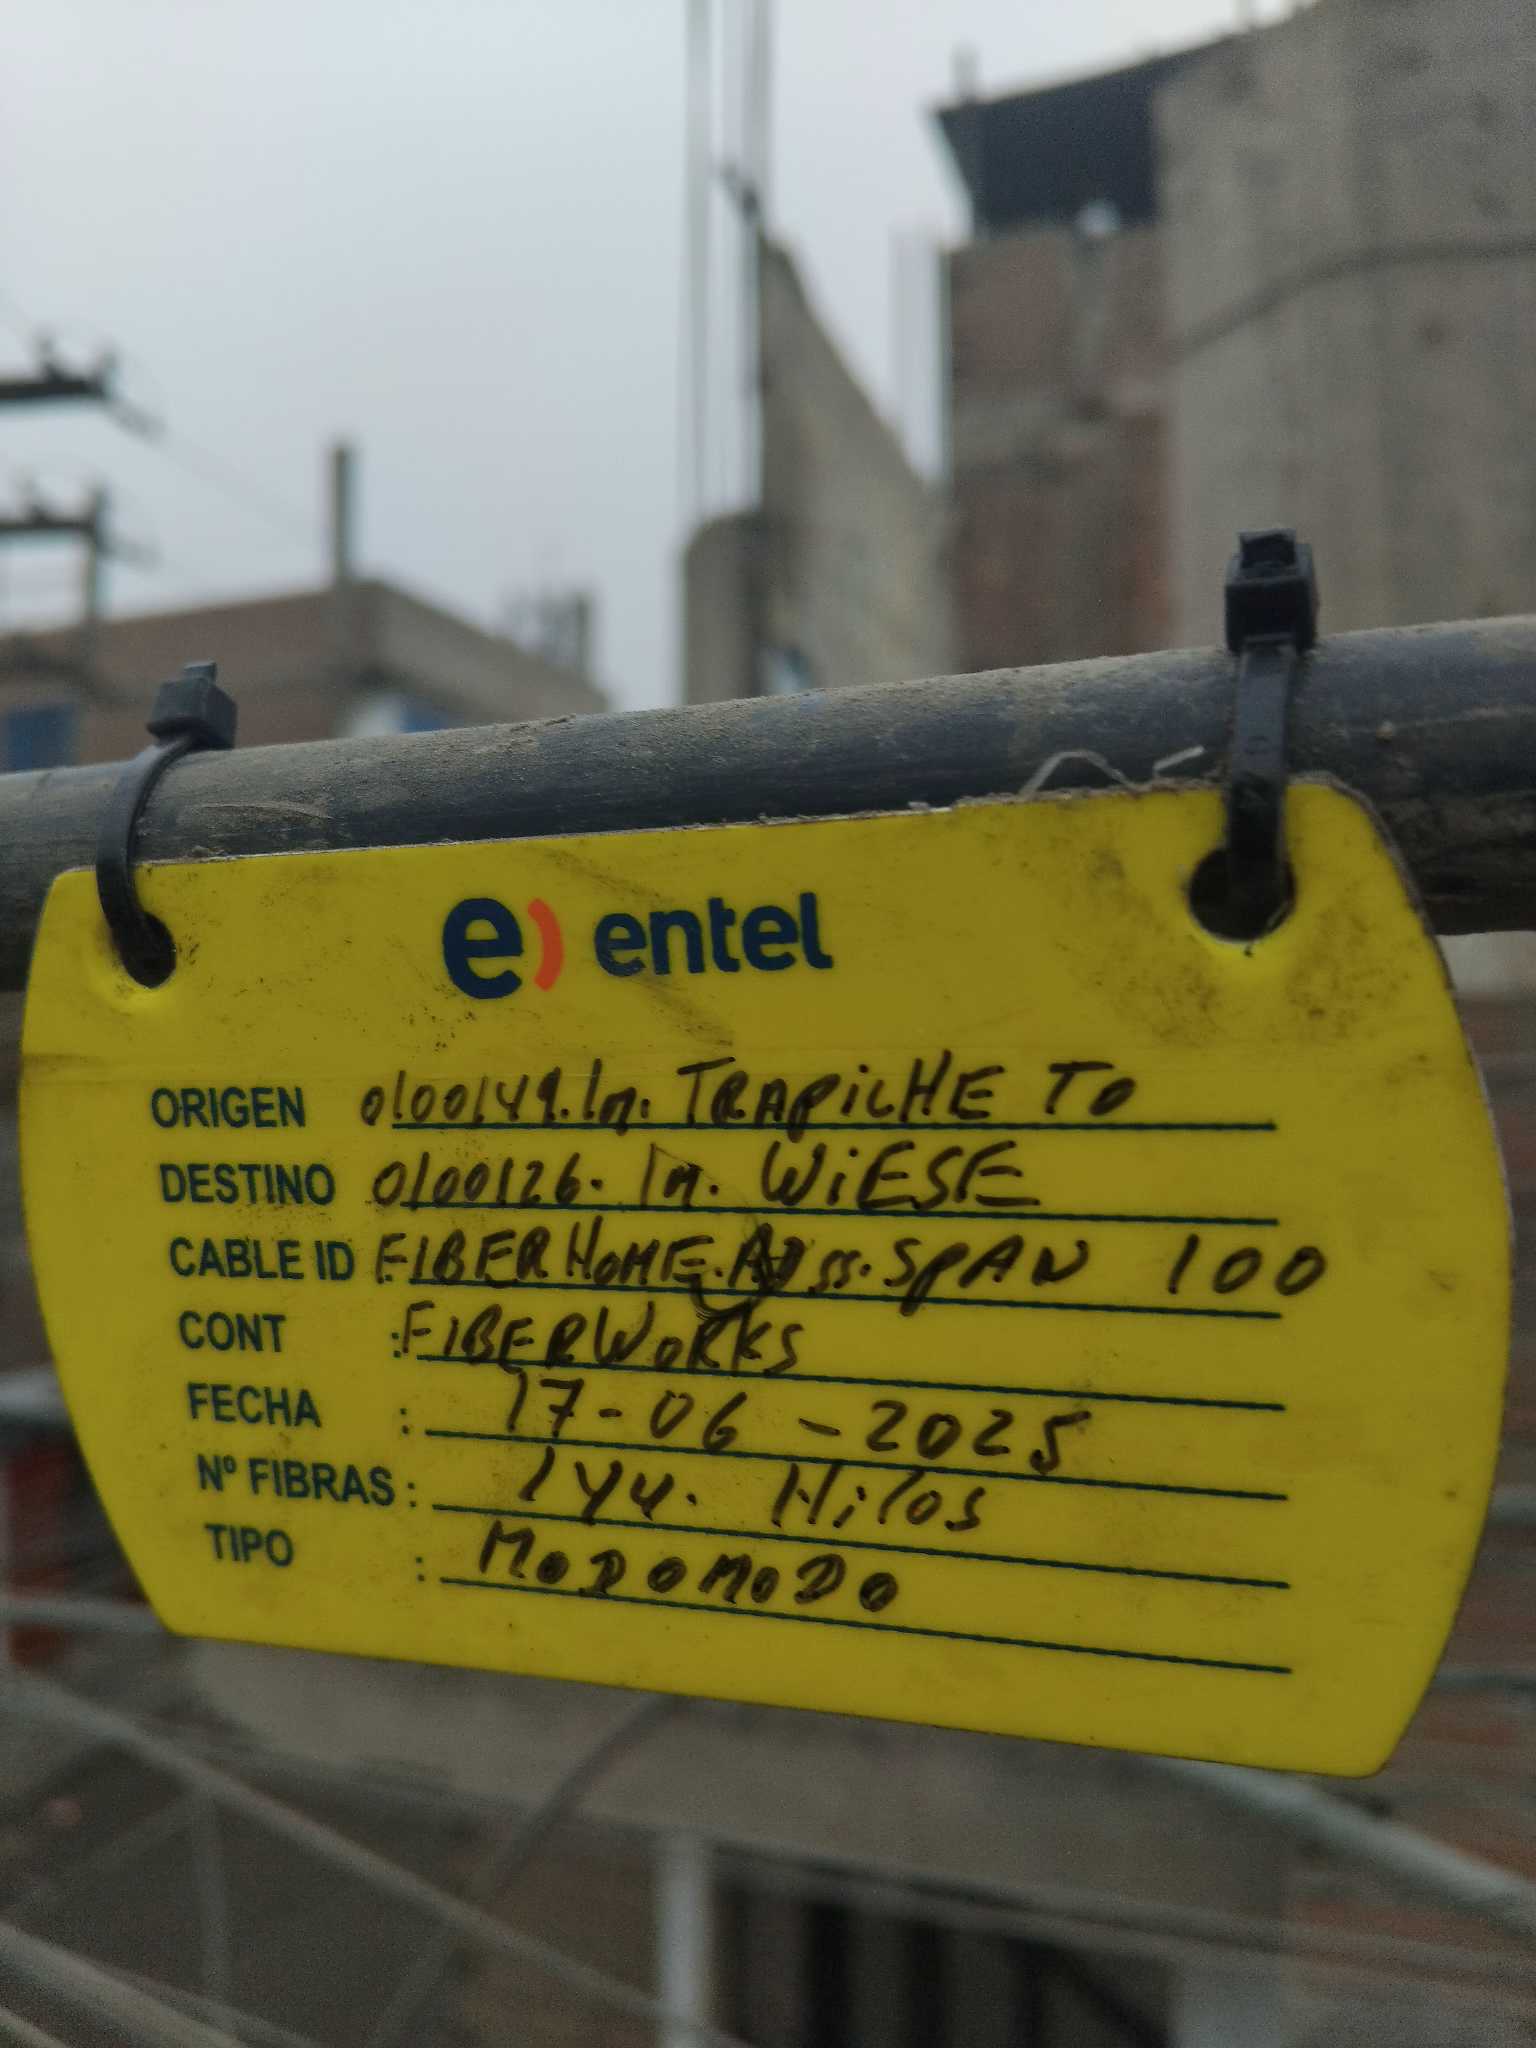 e) entel
ORIGEN 0100149.lm. TRAPiCHE To
DESTINO 0100126. lm. WiESE
CABLE ID : FIBERHOME.ADSS.SPAN 100
CONT : FIBERWORKS
FECHA : 17-06-2025
Nº FIBRAS : 144. Hilos
TIPO : MODOMODO